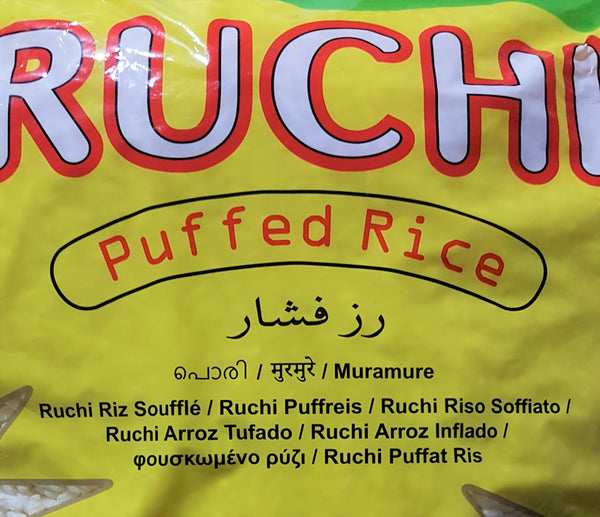 RUCHI
Puffed Rice
رز فشار
പൊരി / मुरमुरे / Muramure
Ruchi Riz Soufflé / Ruchi Puffreis / Ruchi Riso Soffiato /
Ruchi Arroz Tufado / Ruchi Arroz Inflado /
φουσκωμένο ρύζι / Ruchi Puffat Ris